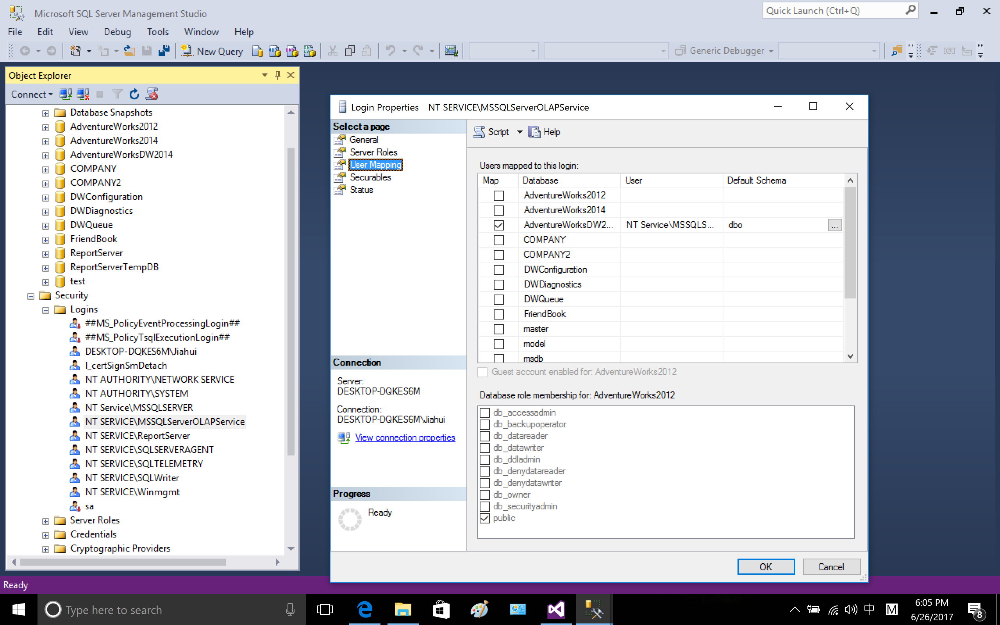 Microsoft SQL Server Management Studio
Quick Launch (Ctrl+Q)
File Edit View Debug Tools Window Help
New Query
Generic Debugger
Object Explorer
Connect
Database Snapshots
AdventureWorks2012
AdventureWorks2014
AdventureWorksDW2014
COMPANY
COMPANY2
DWConfiguration
DWDiagnostics
DWQueue
FriendBook
ReportServer
ReportServerTempDB
test
Security
Logins
##MS_PolicyEventProcessingLogin##
##MS_PolicyTsqlExecutionLogin##
DESKTOP-DQKES6M\Jiahui
l_certSignSmDetach
NT AUTHORITY\NETWORK SERVICE
NT AUTHORITY\SYSTEM
NT Service\MSSQLSERVER
NT SERVICE\MSSQLServerOLAPService
NT SERVICE\ReportServer
NT SERVICE\SQLSERVERAGENT
NT SERVICE\SQLTELEMETRY
NT SERVICE\SQLWriter
NT SERVICE\Winmgmt
sa
Server Roles
Credentials
Cryptographic Providers
Login Properties - NT SERVICE\MSSQLServerOLAPService
Select a page
General
Server Roles
User Mapping
Securables
Status
Connection
Server:
DESKTOP-DQKES6M
Connection:
DESKTOP-DQKES6M\Jiahui
View connection properties
Progress
Ready
Script Help
Users mapped to this login:
Map Database User Default Schema
AdventureWorks2012
AdventureWorks2014
AdventureWorksDW2... NT Service\MSSQLS... dbo ...
COMPANY
COMPANY2
DWConfiguration
DWDiagnostics
DWQueue
FriendBook
master
model
msdb
Guest account enabled for: AdventureWorks2012
Database role membership for: AdventureWorks2012
db_accessadmin
db_backupoperator
db_datareader
db_datawriter
db_ddladmin
db_denydatareader
db_denydatawriter
db_owner
db_securityadmin
public
OK Cancel
Ready
Type here to search
中 M
6:05 PM
6/26/2017
8